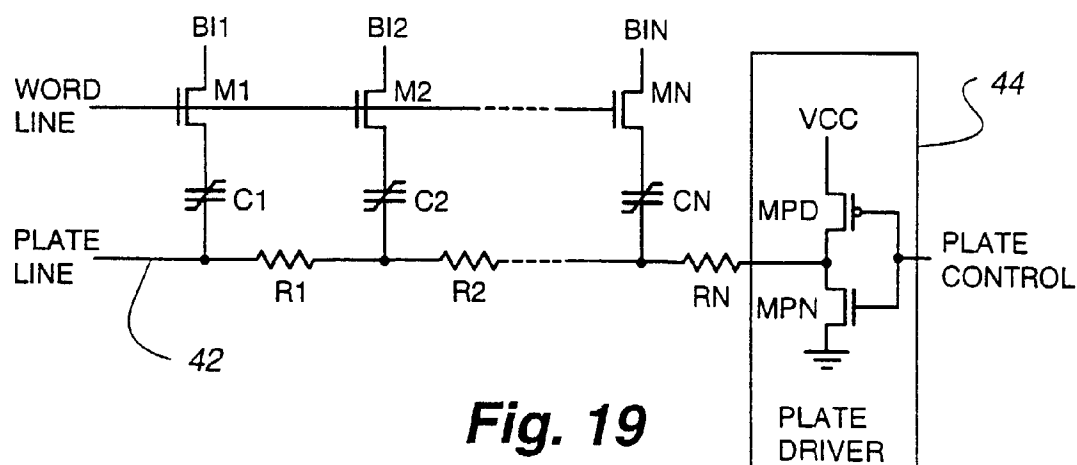 BI1 BI2 BIN
WORD LINE
M1 M2 MN
44
VCC
C1 C2 CN
MPD
PLATE LINE
PLATE CONTROL
R1 R2 RN
MPN
42
Fig. 19
PLATE DRIVER